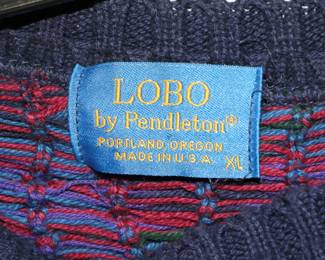 LOBO
by Pendleton®
PORTLAND, OREGON
MADE IN U.S.A. XL